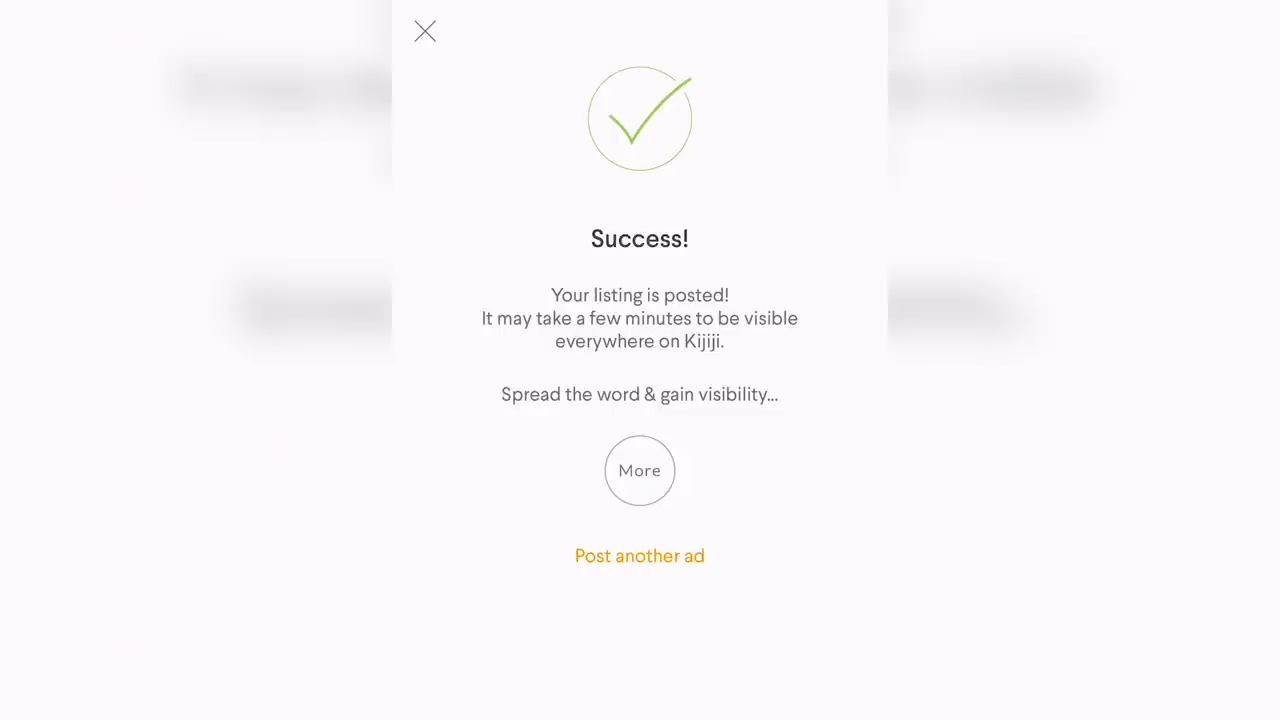 Success!
Your listing is posted!
It may take a few minutes to be visible
everywhere on Kijiji.
Spread the word & gain visibility...
More
Post another ad